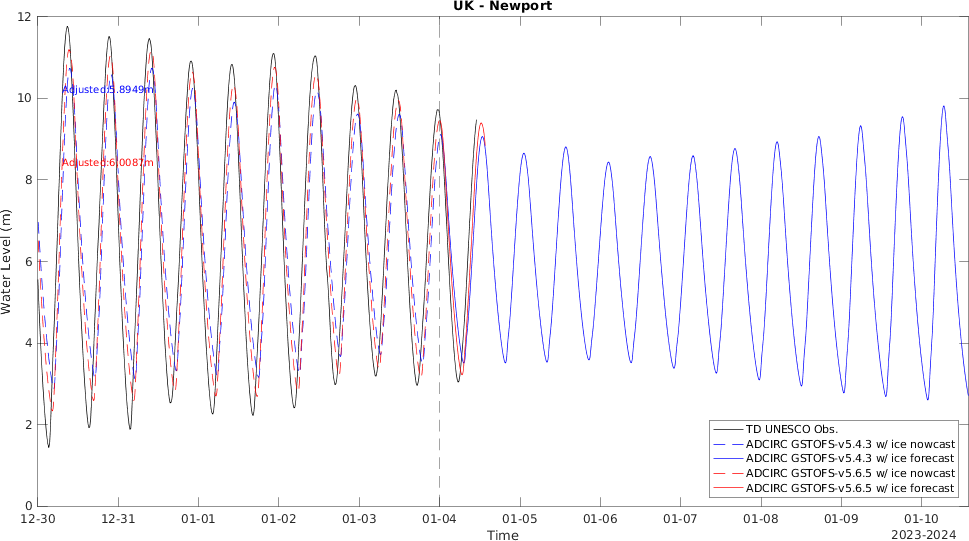 UK - Newport
12
10
8
6
4
2
0
Water Level (m)
Adjusted:5.8949m
Adjusted:6.0087m
TD UNESCO Obs.
ADCIRC GSTOFS-v5.4.3 w/ ice nowcast
ADCIRC GSTOFS-v5.4.3 w/ ice forecast
ADCIRC GSTOFS-v5.6.5 w/ ice nowcast
ADCIRC GSTOFS-v5.6.5 w/ ice forecast
12-30 12-31 01-01 01-02 01-03 01-04 01-05 01-06 01-07 01-08 01-09 01-10
Time
2023-2024